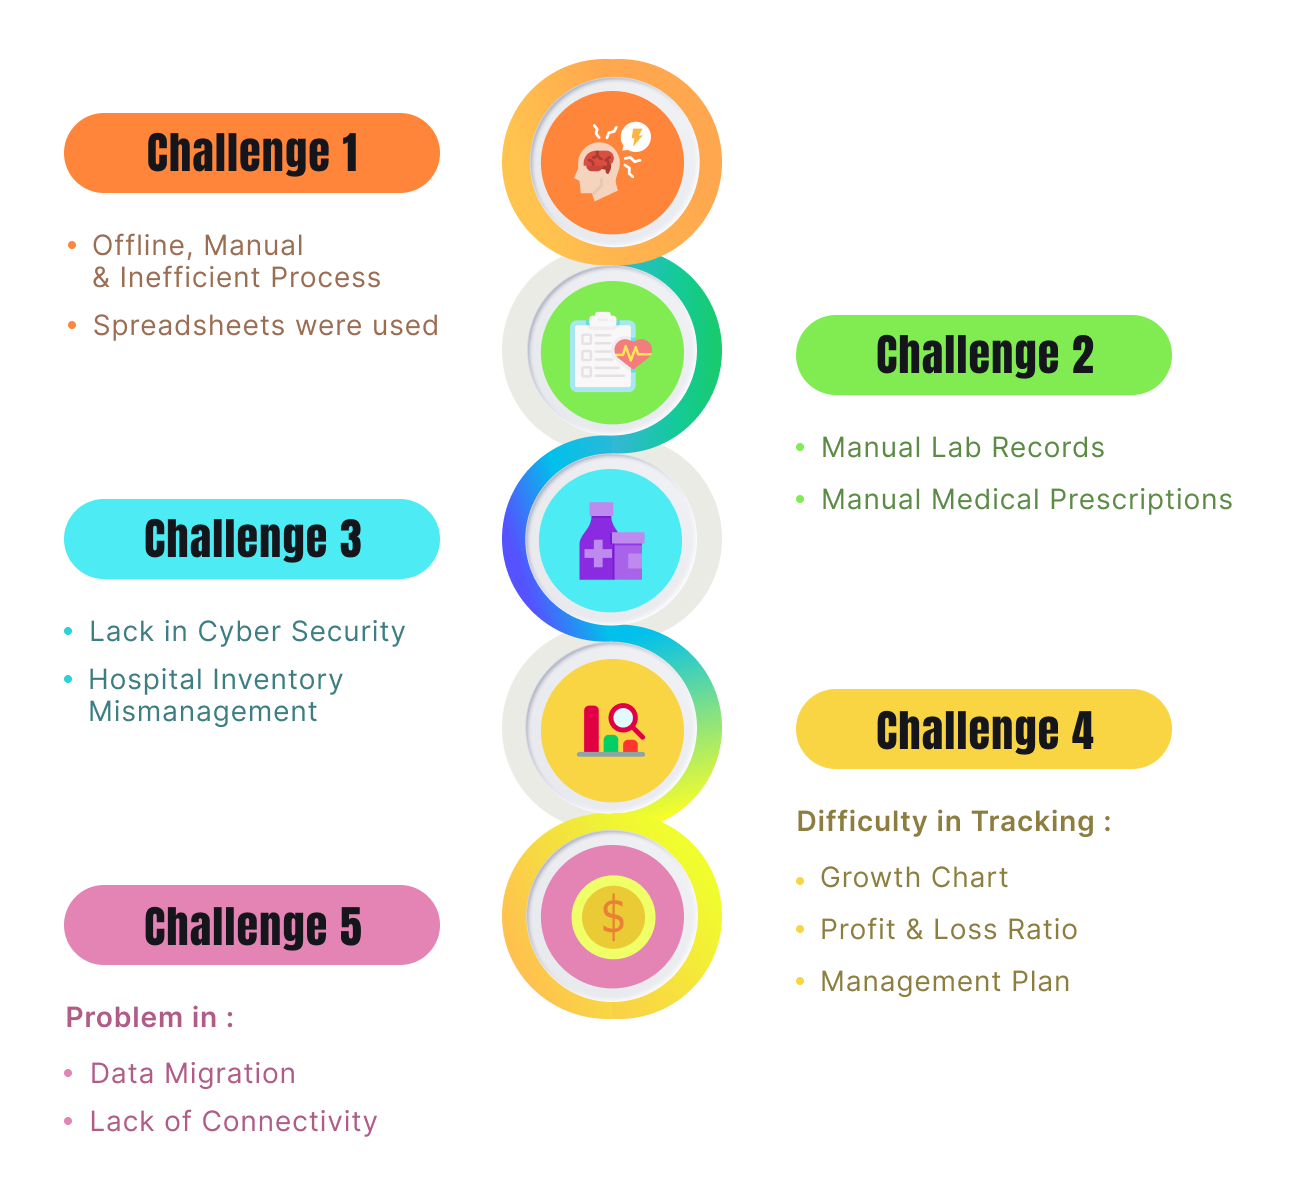 Challenge 1
Offline, Manual
& Inefficient Process
Spreadsheets were used
Challenge 2
Manual Lab Records
Manual Medical Prescriptions
Challenge 3
Lack in Cyber Security
Hospital Inventory
Mismanagement
Challenge 4
Difficulty in Tracking :
Growth Chart
Profit & Loss Ratio
Management Plan
Challenge 5
Problem in :
Data Migration
Lack of Connectivity
$